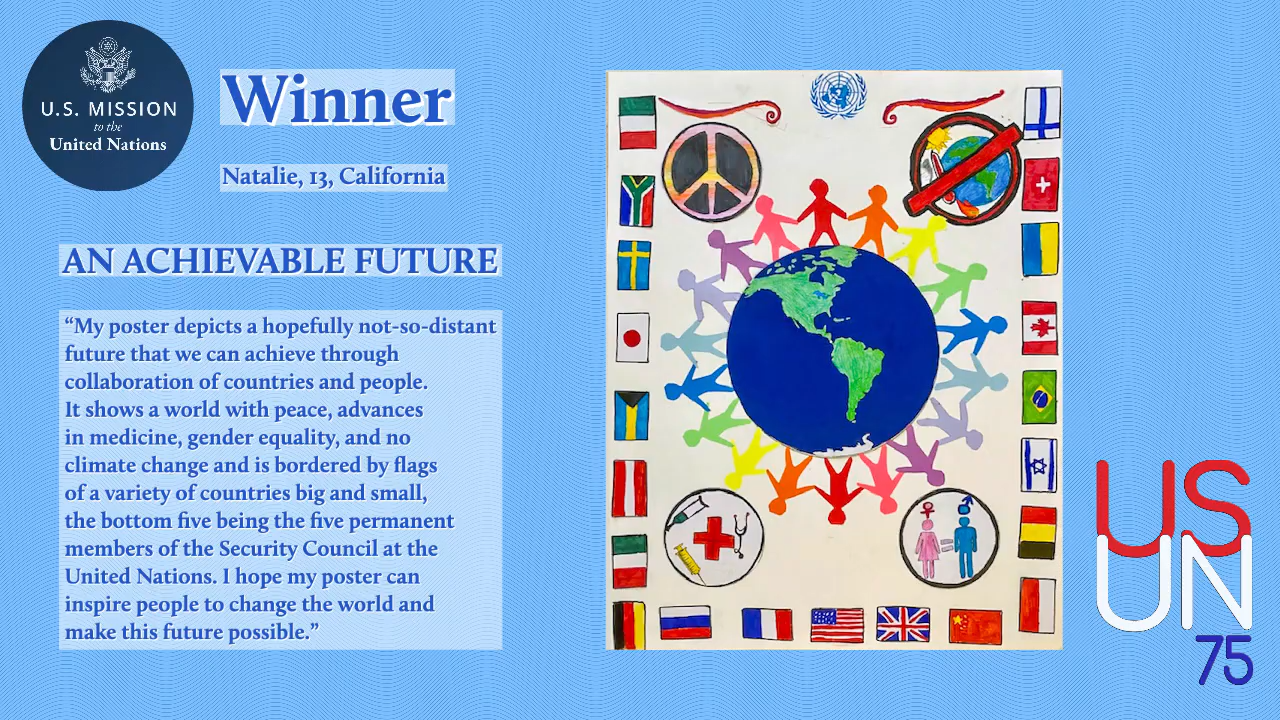 U.S. MISSION
to the
United Nations
Winner
Natalie, 13, California
AN ACHIEVABLE FUTURE
“My poster depicts a hopefully not-so-distant
future that we can achieve through
collaboration of countries and people.
It shows a world with peace, advances
in medicine, gender equality, and no
climate change and is bordered by flags
of a variety of countries big and small,
the bottom five being the five permanent
members of the Security Council at the
United Nations. I hope my poster can
inspire people to change the world and
make this future possible.”
US
UN
75